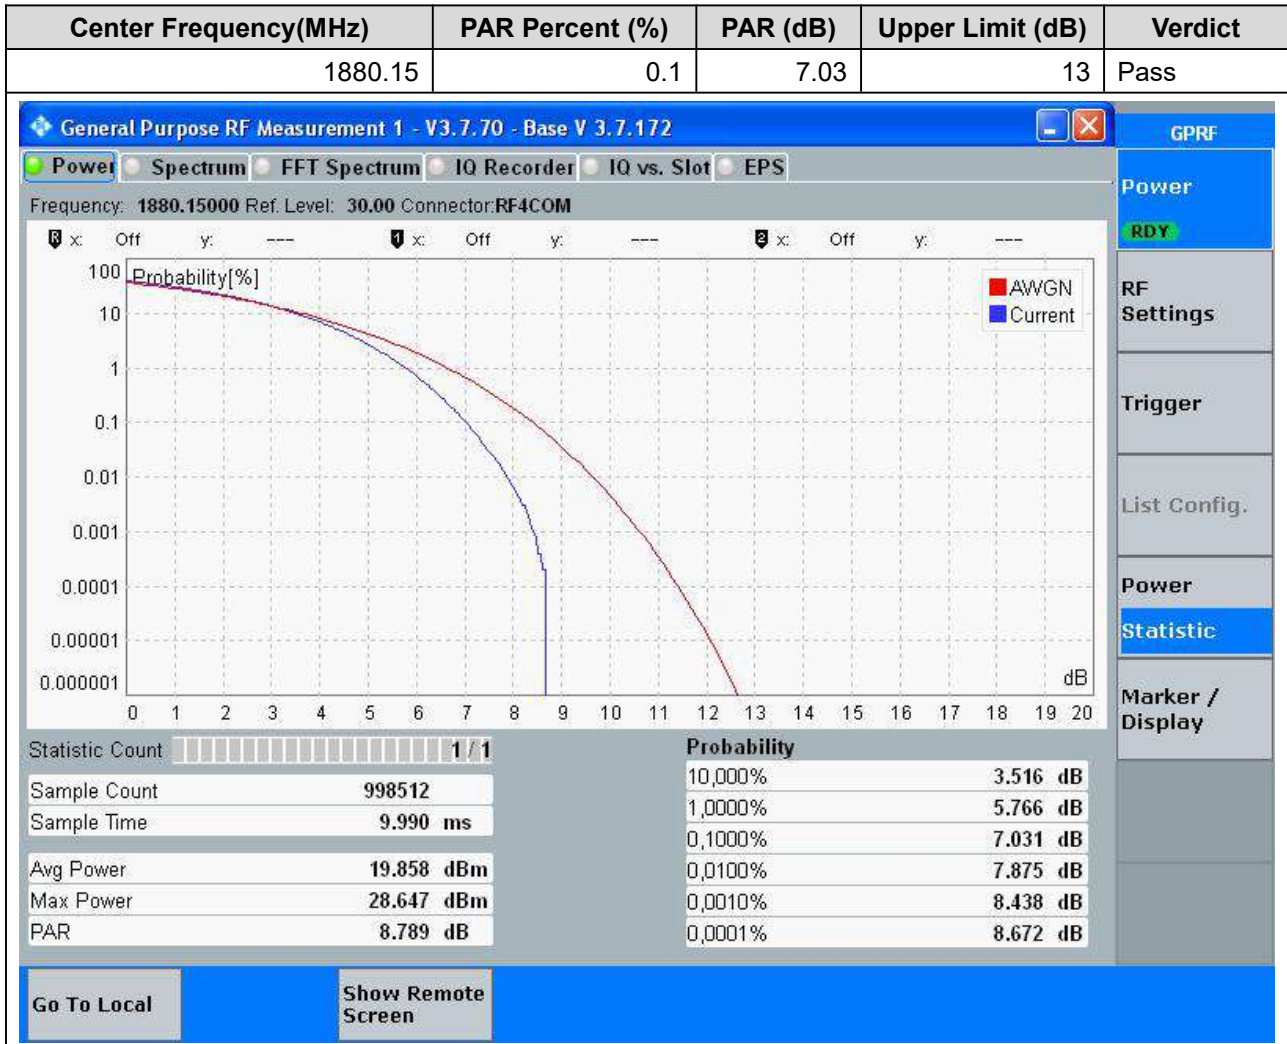 Center Frequency(MHz) PAR Percent (%) PAR (dB) Upper Limit (dB) Verdict
1880.15 0.1 7.03 13 Pass
General Purpose RF Measurement 1 - V3.7.70 - Base V 3.7.172
GPRF
Power Spectrum FFT Spectrum IQ Recorder IQ vs. Slot EPS
Power
RDY
Frequency: 1880.15000 Ref. Level: 30.00 Connector:RF4COM
R x: Off y: --- 1 x: Off y: --- 2 x: Off y: ---
100 Probability[%]
AWGN
Current
10
1
0.1
0.01
0.001
0.0001
0.00001
0.000001
dB
0 1 2 3 4 5 6 7 8 9 10 11 12 13 14 15 16 17 18 19 20
RF
Settings
Trigger
List Config.
Power
Statistic
Marker /
Display
Statistic Count 1 / 1
Sample Count 998512
Sample Time 9.990 ms
Avg Power 19.858 dBm
Max Power 28.647 dBm
PAR 8.789 dB
Probability
10,000% 3.516 dB
1,0000% 5.766 dB
0,1000% 7.031 dB
0,0100% 7.875 dB
0,0010% 8.438 dB
0,0001% 8.672 dB
Go To Local
Show Remote
Screen